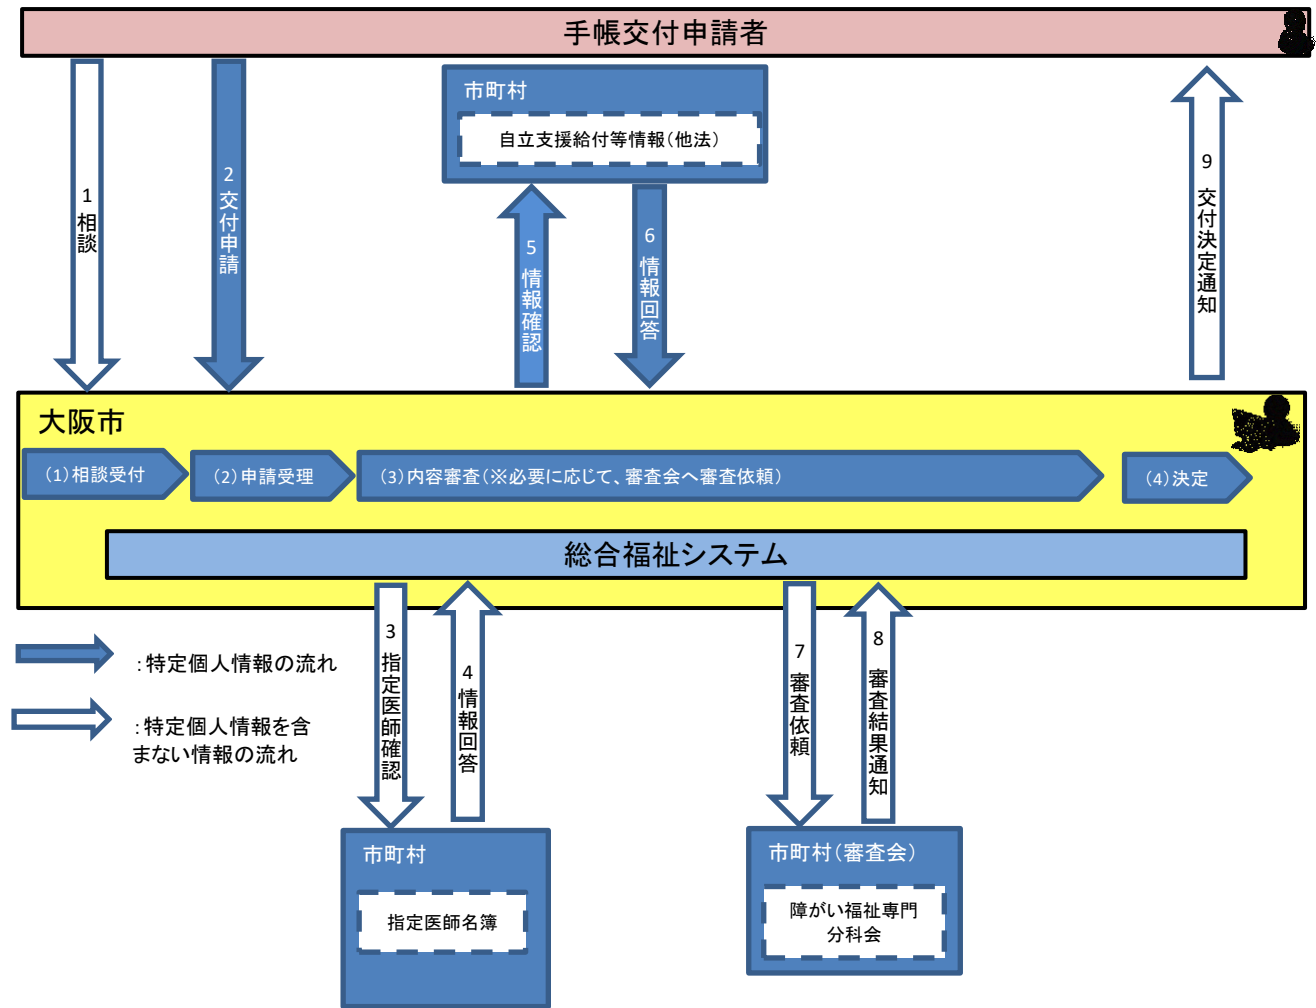 手帳交付申請者
市町村
自立支援給付等情報(他法)
1 相談
2 交付申請
5 情報確認
6 情報回答
9 交付決定通知
大阪市
(1)相談受付
(2)申請受理
(3)内容審査(※必要に応じて、審査会へ審査依頼)
(4)決定
総合福祉システム
3 指定医師確認
4 情報回答
7 審査依頼
8 審査結果通知
:特定個人情報の流れ
:特定個人情報を含
まない情報の流れ
市町村
指定医師名簿
市町村(審査会)
障がい福祉専門
分科会